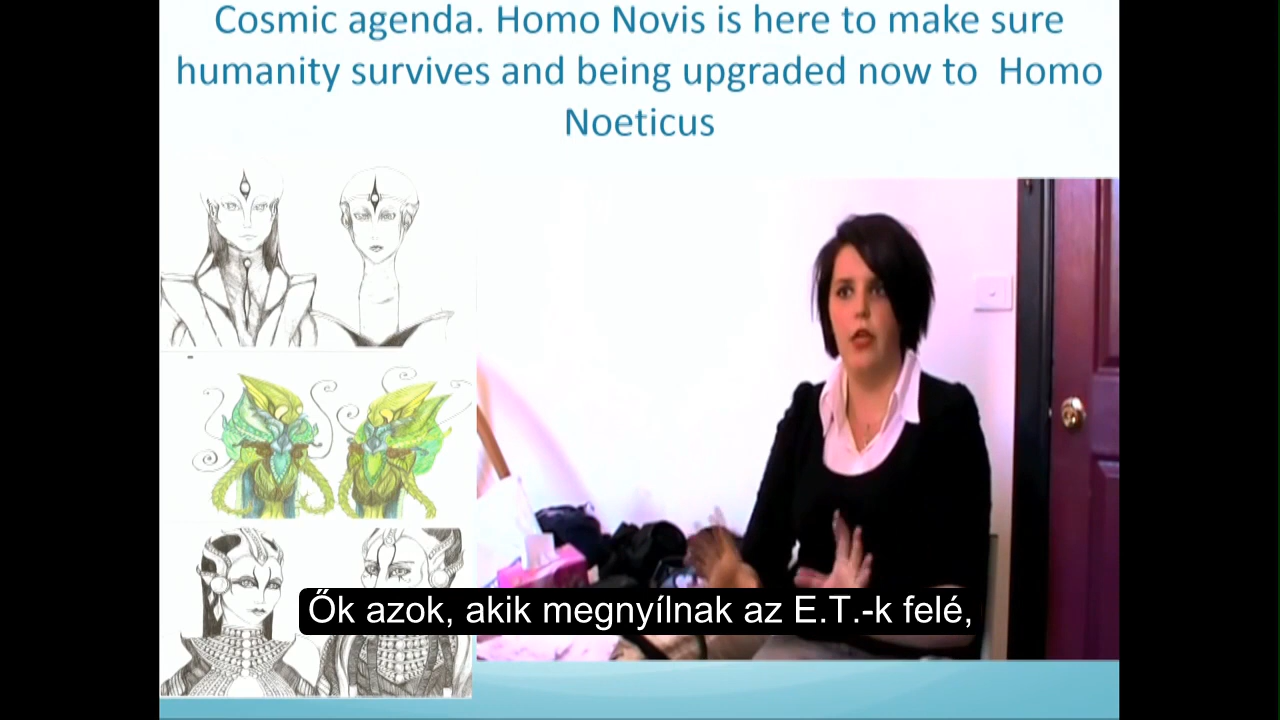 Cosmic agenda. Homo Novis is here to make sure
humanity survives and being upgraded now to Homo
Noeticus
Ők azok, akik megnyílnak az E.T.-k felé,